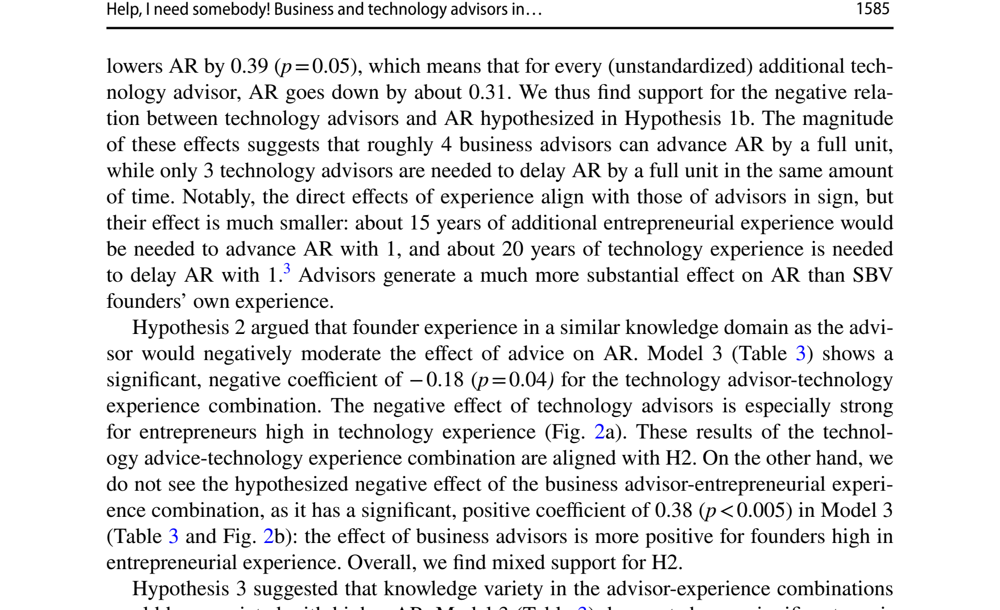 Help, I need somebody! Business and technology advisors in… 1585
lowers AR by 0.39 (p=0.05), which means that for every (unstandardized) additional tech-
nology advisor, AR goes down by about 0.31. We thus find support for the negative rela-
tion between technology advisors and AR hypothesized in Hypothesis 1b. The magnitude
of these effects suggests that roughly 4 business advisors can advance AR by a full unit,
while only 3 technology advisors are needed to delay AR by a full unit in the same amount
of time. Notably, the direct effects of experience align with those of advisors in sign, but
their effect is much smaller: about 15 years of additional entrepreneurial experience would
be needed to advance AR with 1, and about 20 years of technology experience is needed
to delay AR with 1.3 Advisors generate a much more substantial effect on AR than SBV
founders’ own experience.
Hypothesis 2 argued that founder experience in a similar knowledge domain as the advi-
sor would negatively moderate the effect of advice on AR. Model 3 (Table 3) shows a
significant, negative coefficient of −0.18 (p=0.04) for the technology advisor-technology
experience combination. The negative effect of technology advisors is especially strong
for entrepreneurs high in technology experience (Fig. 2a). These results of the technol-
ogy advice-technology experience combination are aligned with H2. On the other hand, we
do not see the hypothesized negative effect of the business advisor-entrepreneurial experi-
ence combination, as it has a significant, positive coefficient of 0.38 (p<0.005) in Model 3
(Table 3 and Fig. 2b): the effect of business advisors is more positive for founders high in
entrepreneurial experience. Overall, we find mixed support for H2.
Hypothesis 3 suggested that knowledge variety in the advisor-experience combinations